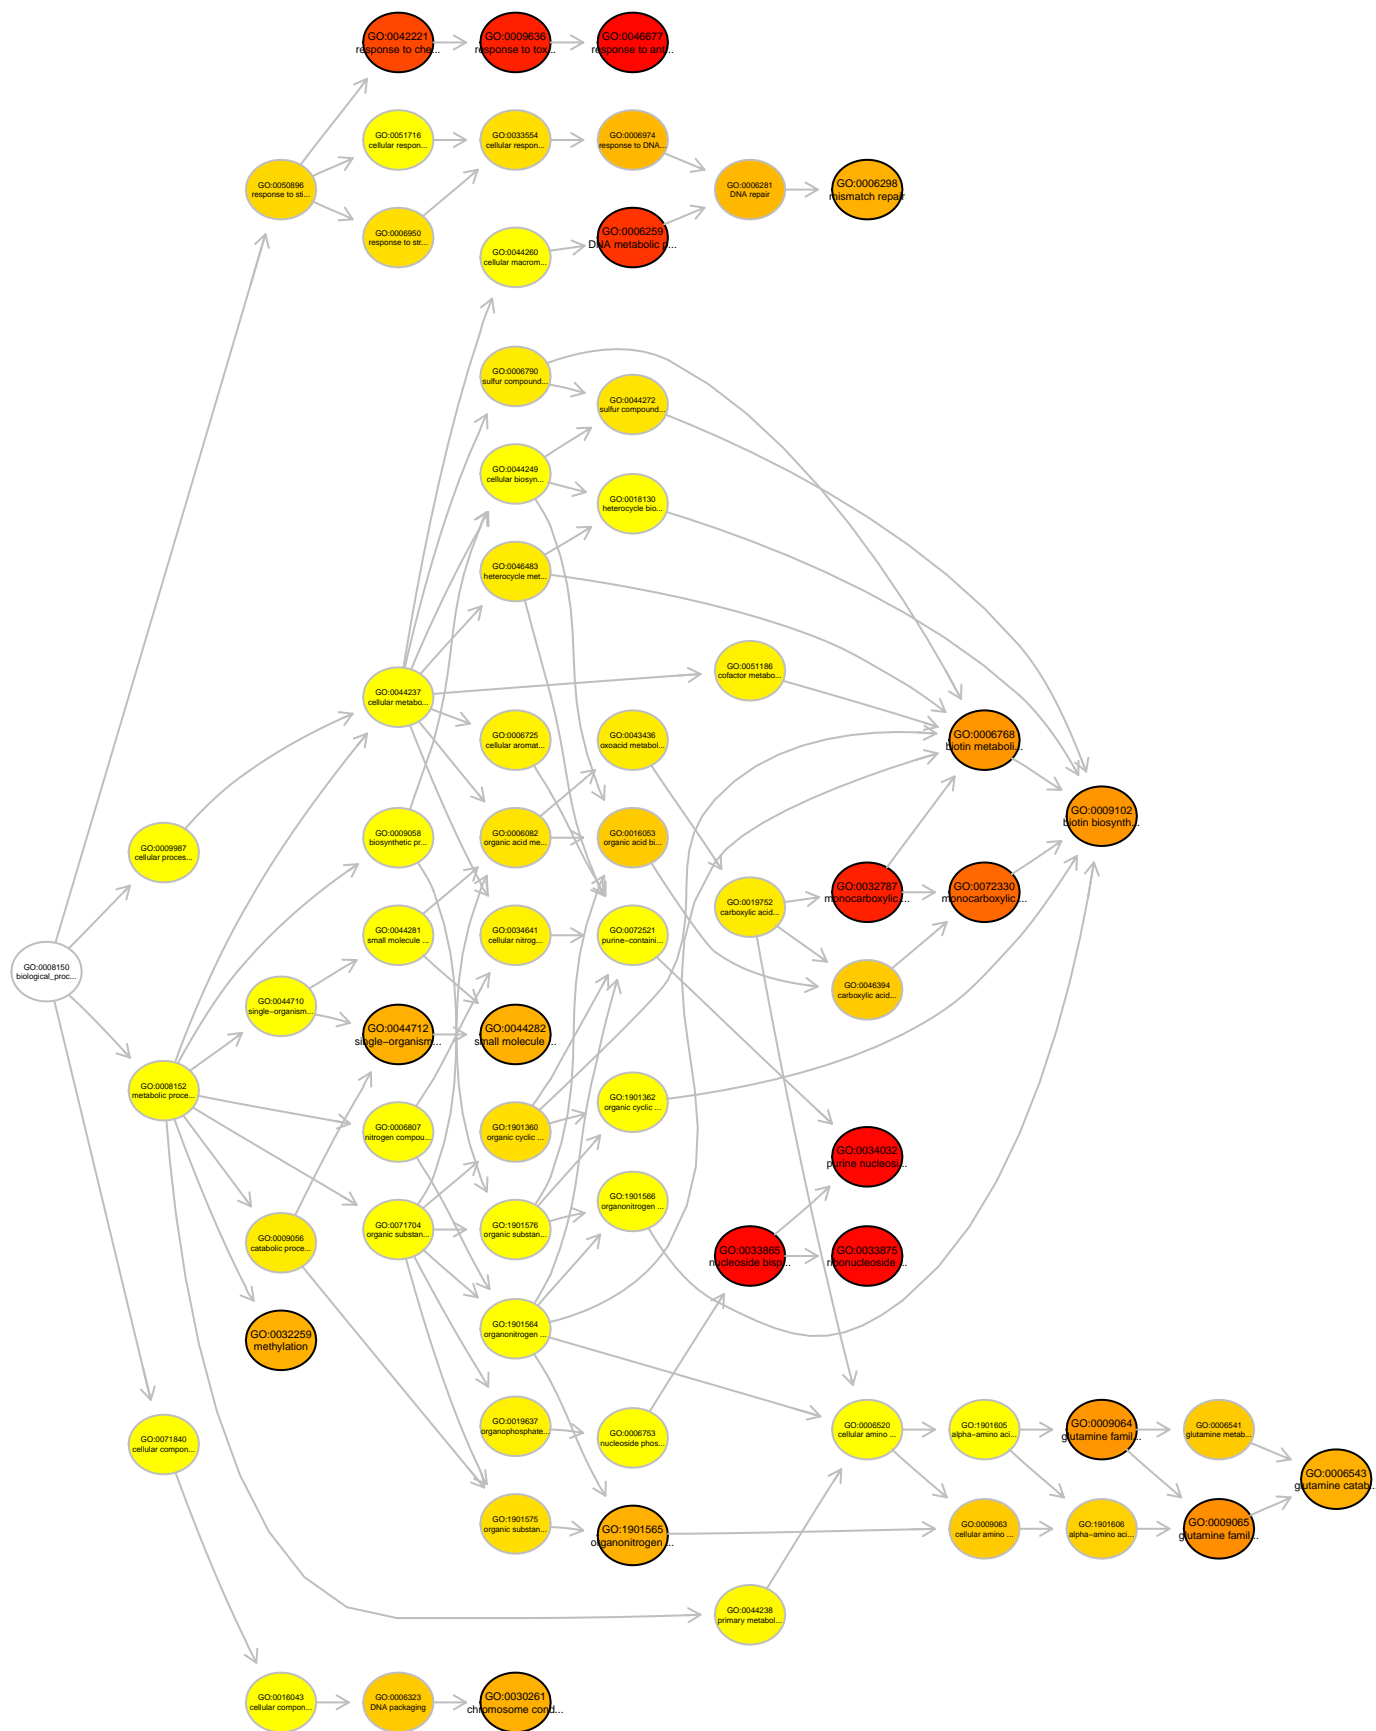 GO:0042221
response to che...
GO:0009636
response to tox...
GO:0046677
response to ant...
GO:0051716
cellular respon...
GO:0033554
cellular respon...
GO:0006974
response to DNA...
GO:0050896
response to sti...
GO:0006281
DNA repair
GO:0006298
mismatch repair
GO:0006950
response to str...
GO:0006259
DNA metabolic p...
GO:0044260
cellular macrom...
GO:0006790
sulfur compound...
GO:0044272
sulfur compound...
GO:0044249
cellular biosyn...
GO:0018130
heterocycle bio...
GO:0046483
heterocycle met...
GO:0044237
cellular metabo...
GO:0051186
cofactor metabo...
GO:0006725
cellular aromat...
GO:0043436
oxoacid metabol...
GO:0006768
biotin metaboli...
GO:0009102
biotin biosynth...
GO:0009987
cellular proces...
GO:0009058
biosynthetic pr...
GO:0006082
organic acid me...
GO:0016053
organic acid bi...
GO:0019752
carboxylic acid...
GO:0032787
monocarboxylic ...
GO:0072330
monocarboxylic ...
GO:0044281
small molecule ...
GO:0034641
cellular nitrog...
GO:0072521
purine−containi...
GO:0008150
biological_proc...
GO:0046394
carboxylic acid...
GO:0044710
single−organism...
GO:0044712
single−organism...
GO:0044282
small molecule ...
GO:0008152
metabolic proce...
GO:1901362
organic cyclic ...
GO:0006807
nitrogen compou...
GO:1901360
organic cyclic ...
GO:0034032
purine nucleosi...
GO:1901566
organonitrogen ...
GO:0009056
catabolic proce...
GO:0071704
organic substan...
GO:1901576
organic substan...
GO:0033865
nucleoside bisp...
GO:0033875
ribonucleoside ...
GO:0032259
methylation
GO:1901564
organonitrogen ...
GO:0071840
cellular compon...
GO:0019637
organophosphate...
GO:0006753
nucleoside phos...
GO:0006520
cellular amino ...
GO:1901605
alpha−amino aci...
GO:0009064
glutamine famil...
GO:0006541
glutamine metab...
GO:0006543
glutamine catab...
GO:1901575
organic substan...
GO:1901565
organonitrogen ...
GO:0009063
cellular amino ...
GO:1901606
alpha−amino aci...
GO:0009065
glutamine famil...
GO:0044238
primary metabol...
GO:0016043
cellular compon...
GO:0006323
DNA packaging
GO:0030261
chromosome cond...